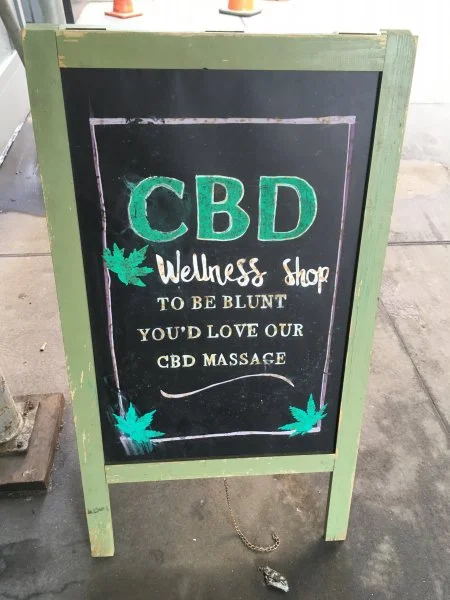 CBD
Wellness Shop
TO BE BLUNT
YOU'D LOVE OUR
CBD MASSAGE